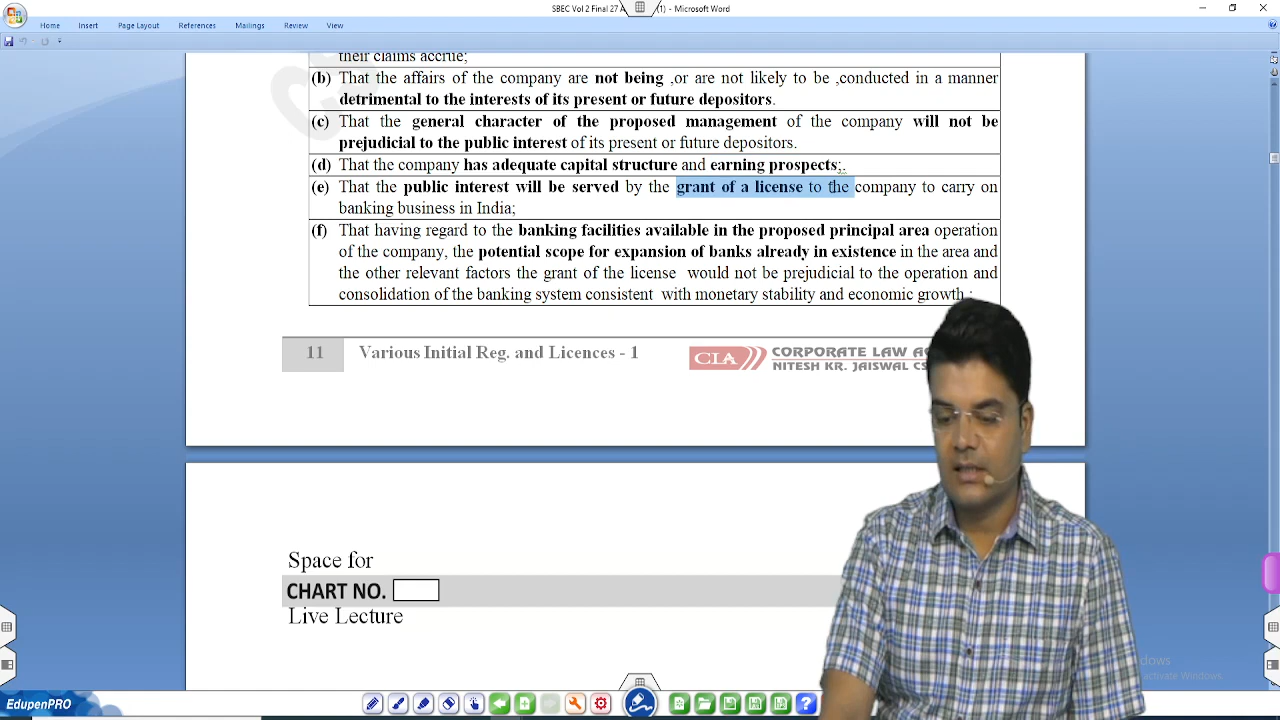 SBEC Vol 2 Final 27 A (1) - Microsoft Word
Home Insert Page Layout References Mailings Review View
their claims accrue;
(b) That the affairs of the company are not being ,or are not likely to be ,conducted in a manner
detrimental to the interests of its present or future depositors.
(c) That the general character of the proposed management of the company will not be
prejudicial to the public interest of its present or future depositors.
(d) That the company has adequate capital structure and earning prospects;.
(e) That the public interest will be served by the grant of a license to the company to carry on
banking business in India;
(f) That having regard to the banking facilities available in the proposed principal area operation
of the company, the potential scope for expansion of banks already in existence in the area and
the other relevant factors the grant of the license would not be prejudicial to the operation and
consolidation of the banking system consistent with monetary stability and economic growth ;
11 Various Initial Reg. and Licences - 1
CLA CORPORATE LAW AC
NITESH KR. JAISWAL CS
Space for
CHART NO.
Live Lecture
dows
activate Windows.
EdupenPRO